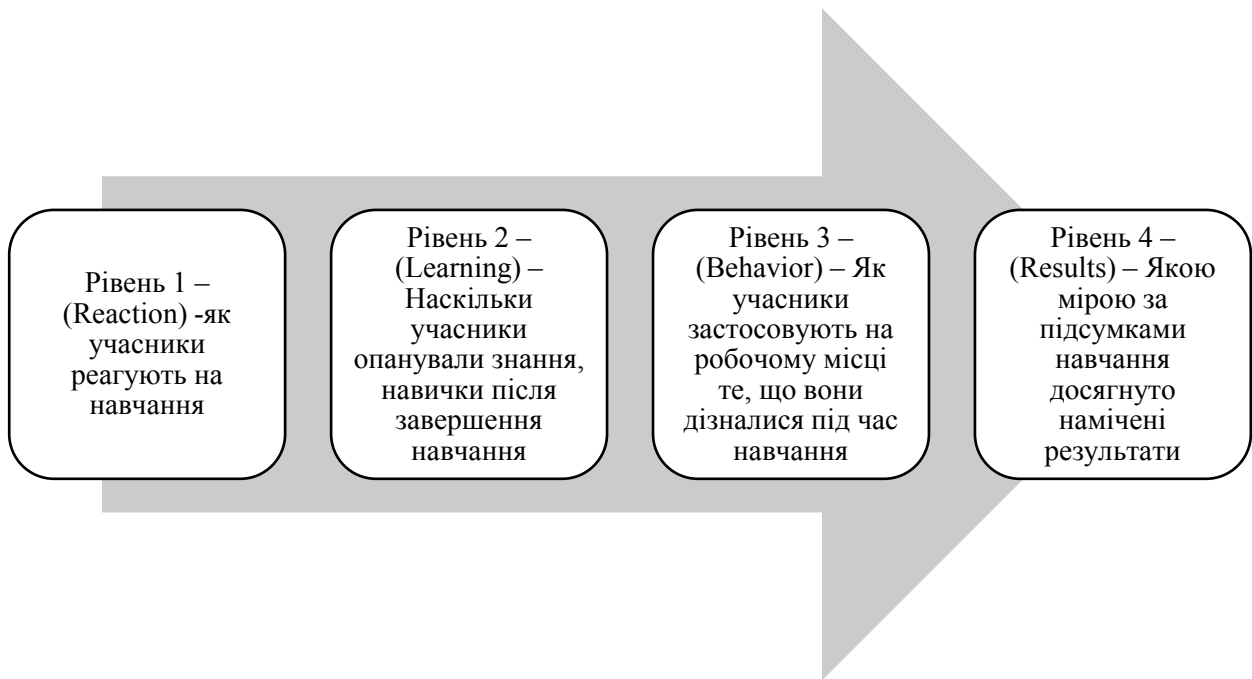 Рівень 1 –
(Reaction) -як
учасники
реагують на
навчання
Рівень 2 –
(Learning) –
Наскільки
учасники
опанували знання,
навички після
завершення
навчання
Рівень 3 –
(Behavior) – Як
учасники
застосовують на
робочому місці
те, що вони
дізналися під час
навчання
Рівень 4 –
(Results) – Якою
мірою за
підсумками
навчання
досягнуто
намічені
результати